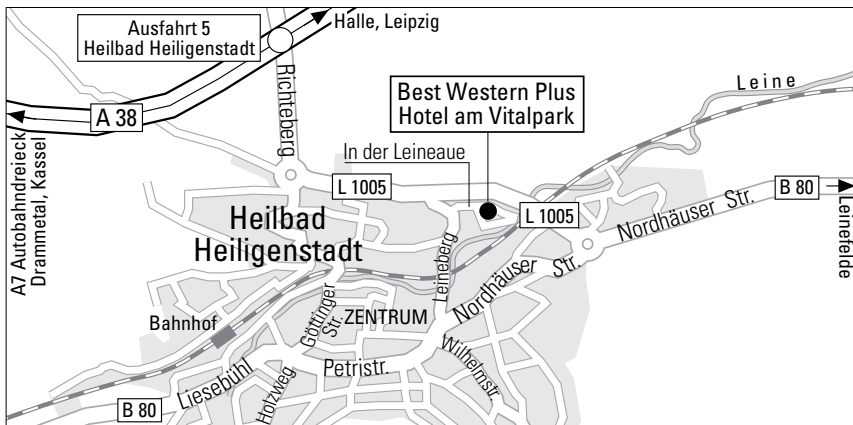 Ausfahrt 5
Heilbad Heiligenstadt
Halle, Leipzig
A 38
A7 Autobahndreieck
Drammetal, Kassel
Richteberg
Best Western Plus
Hotel am Vitalpark
Leine
In der Leineaue
L 1005
B 80
Leinefelde
L 1005
Nordhäuser Str.
Heilbad
Heiligenstadt
Leineberg
Nordhäuser Str.
Bahnhof
Göttinger
Str.
ZENTRUM
Petristr.
Wilhelmstr.
Liesebühl
Holzweg
B 80